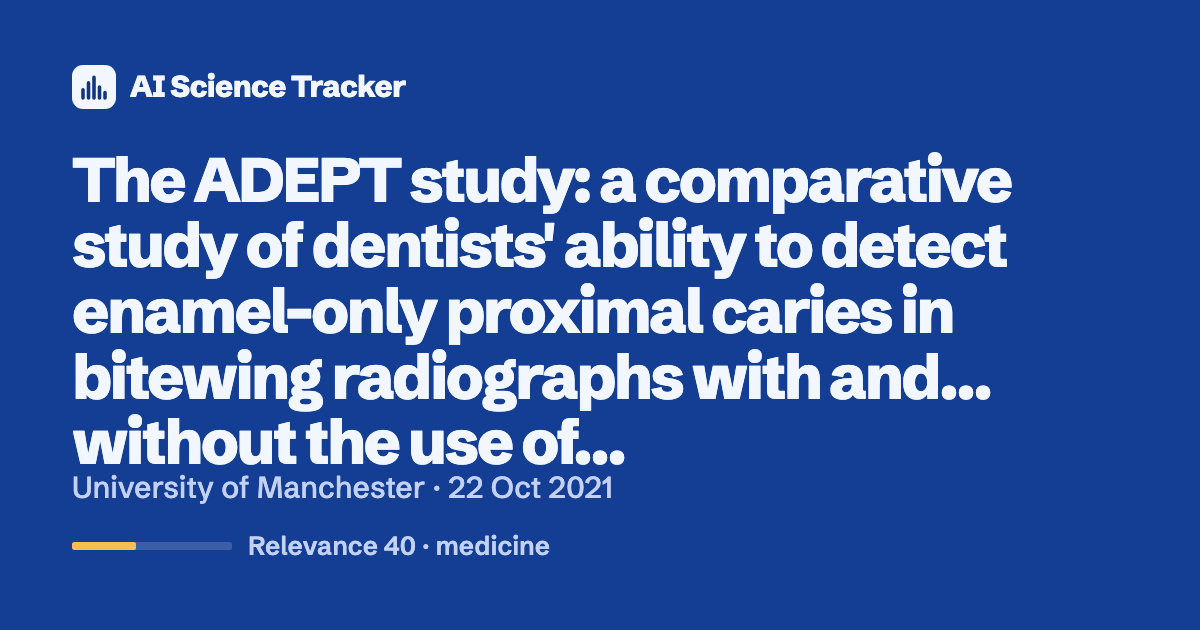 AI Science Tracker
The ADEPT study: a comparative
study of dentists' ability to detect
enamel-only proximal caries in
bitewing radiographs with and...
without the use of...
University of Manchester · 22 Oct 2021
Relevance 40 · medicine